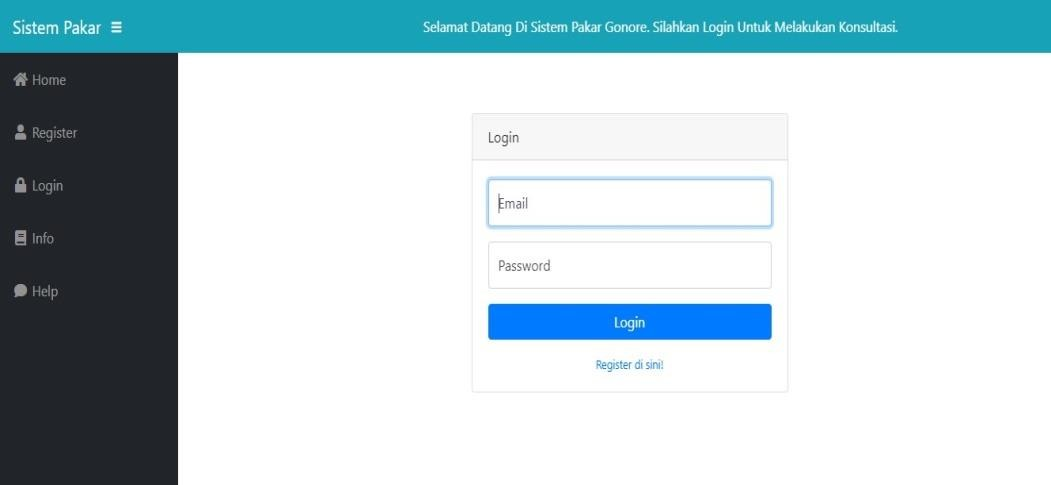 Sistem Pakar
Selamat Datang Di Sistem Pakar Gonore. Silahkan Login Untuk Melakukan Konsultasi.
Home
Register
Login
Info
Help
Login
Email
Password
Login
Register di sini!